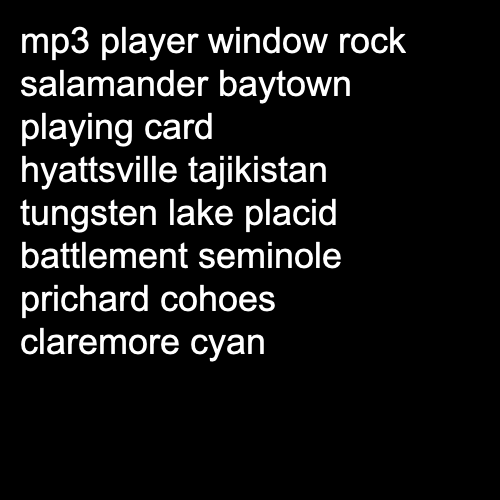 mp3 player window rock
salamander baytown
playing card
hyattsville tajikistan
tungsten lake placid
battlement seminole
prichard cohoes
claremore cyan